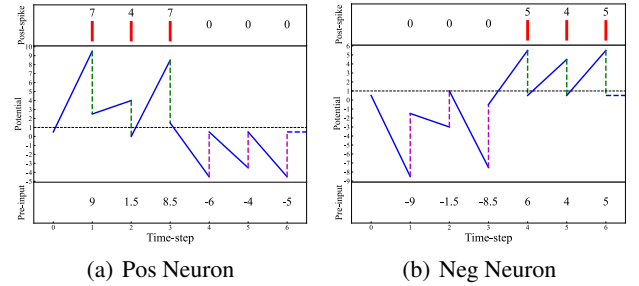 Post-spike
7 4 7 0 0 0
10
9
8
7
6
5
4
3
2
1
0
-1
-2
-3
-4
-5
Potential
Pre-input
9 1.5 8.5 -6 -4 -5
0 1 2 3 4 5 6
Time-step
(a) Pos Neuron
Post-spike
0 0 0 5 4 5
6
5
4
3
2
1
0
-1
-2
-3
-4
-5
-6
-7
-8
-9
Potential
Pre-input
-9 -1.5 -8.5 6 4 5
0 1 2 3 4 5 6
Time-step
(b) Neg Neuron